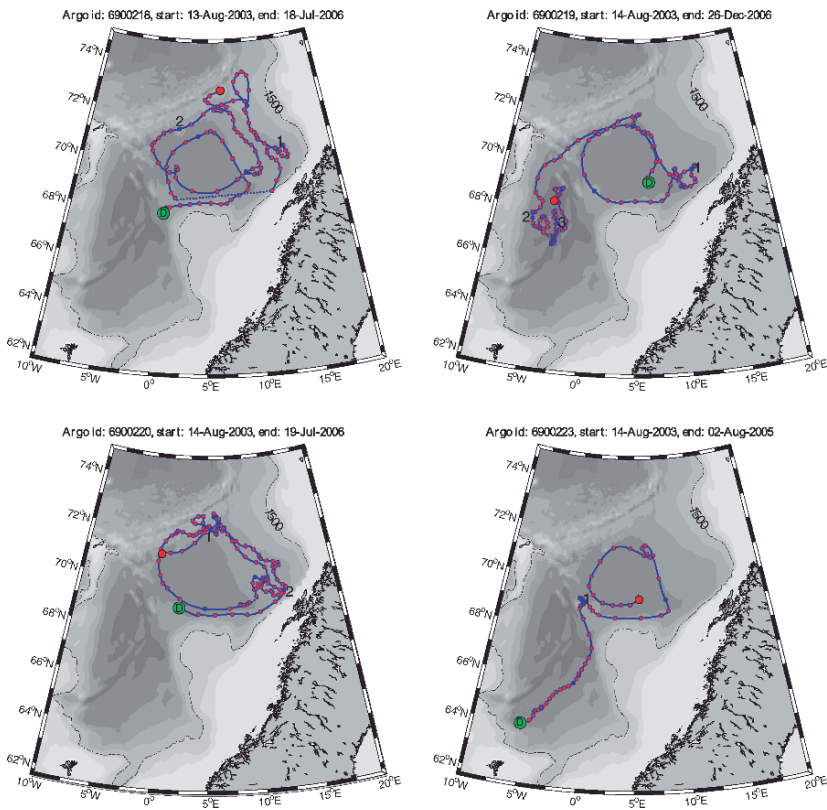 Argo id: 6900218, start: 13-Aug-2003, end: 18-Jul-2006
74°N
72°N
70°N
68°N
66°N
64°N
62°N
10°W
5°W
0°
5°E
10°E
15°E
20°E
1500
2
1
D
Argo id: 6900219, start: 14-Aug-2003, end: 26-Dec-2006
74°N
72°N
70°N
68°N
66°N
64°N
62°N
10°W
5°W
0°
5°E
10°E
15°E
20°E
1500
1
D
2
3
Argo id: 6900220, start: 14-Aug-2003, end: 19-Jul-2006
74°N
72°N
70°N
68°N
66°N
64°N
62°N
10°W
5°W
0°
5°E
10°E
15°E
20°E
1500
1
2
D
Argo id: 6900223, start: 14-Aug-2003, end: 02-Aug-2005
74°N
72°N
70°N
68°N
66°N
64°N
62°N
10°W
5°W
0°
5°E
10°E
15°E
20°E
1500
1
D